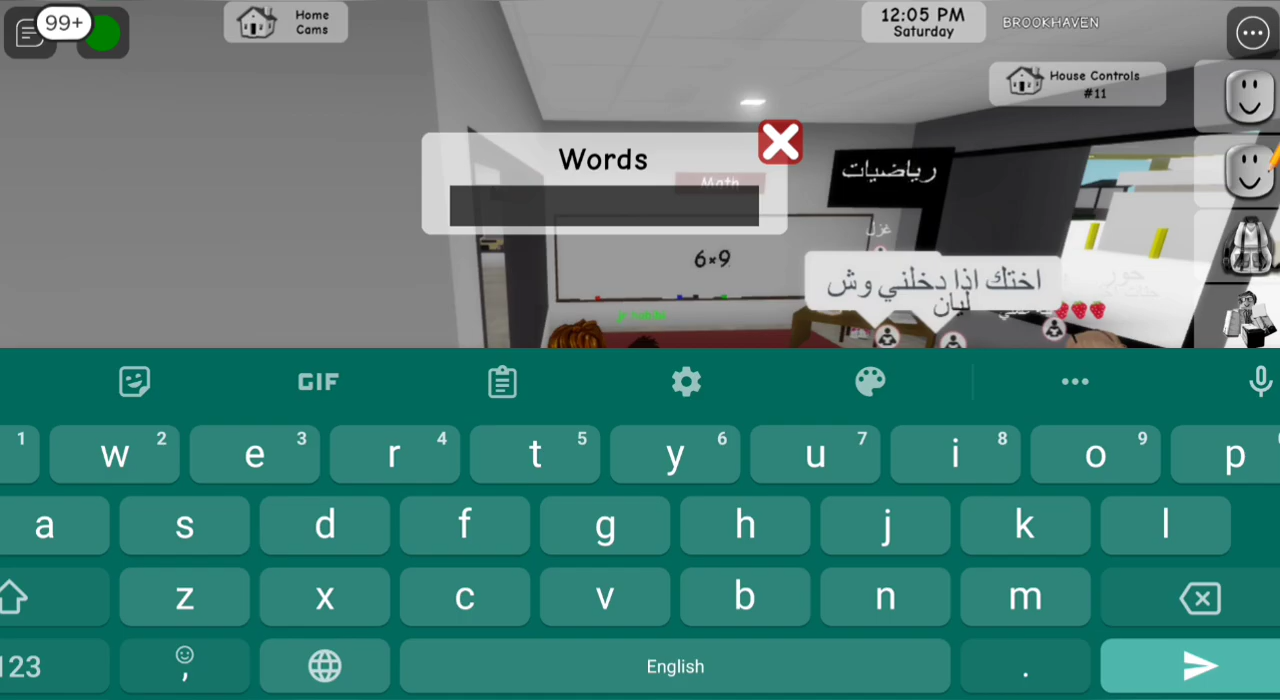 99+
Home
Cams
12:05 PM
Saturday
BROOKHAVEN
House Controls
#11
Words
Math
رياضيات
غزل
6×9
اختك اذا دخلني وش
ليان
GIF
1
w 2
e 3
r 4
t 5
y 6
u 7
i 8
o 9
p
a s d f g h j k l
z x c v b n m
123
,
English
.